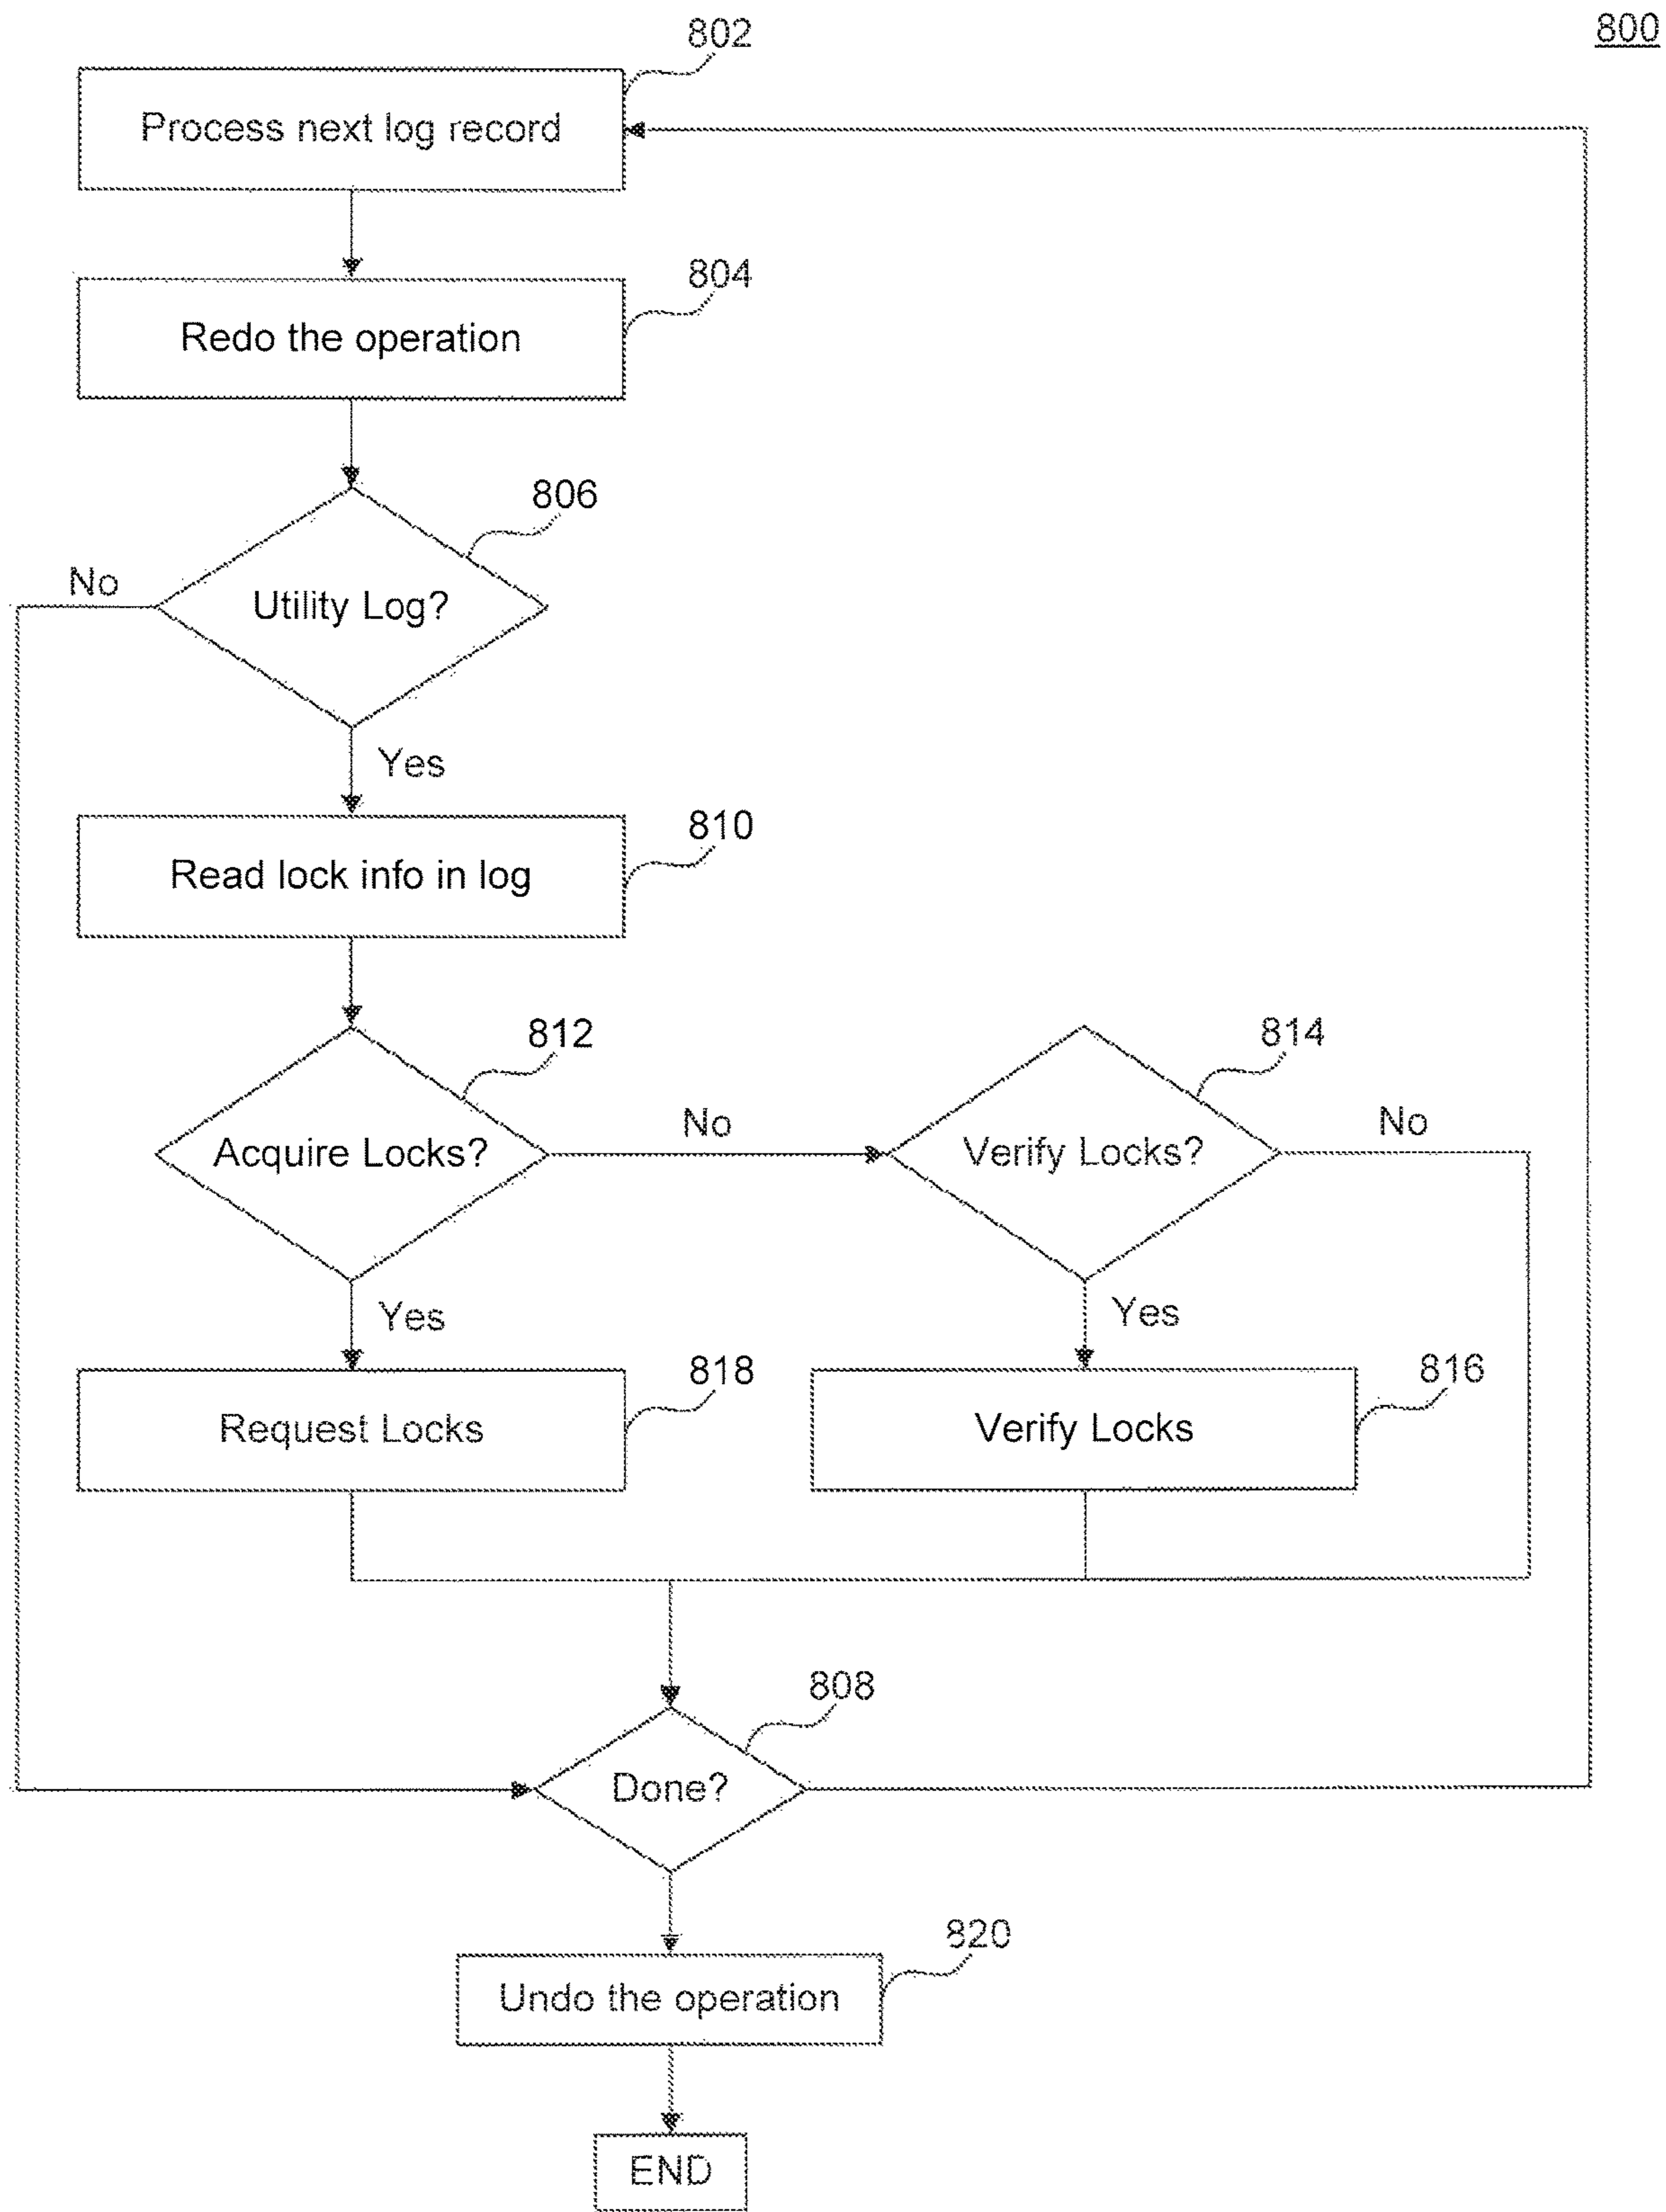 800
802
Process next log record
804
Redo the operation
806
No
Utility Log?
Yes
810
Read lock info in log
812
814
Acquire Locks?
No
Verify Locks?
No
Yes
Yes
818
816
Request Locks
Verify Locks
808
Done?
820
Undo the operation
END